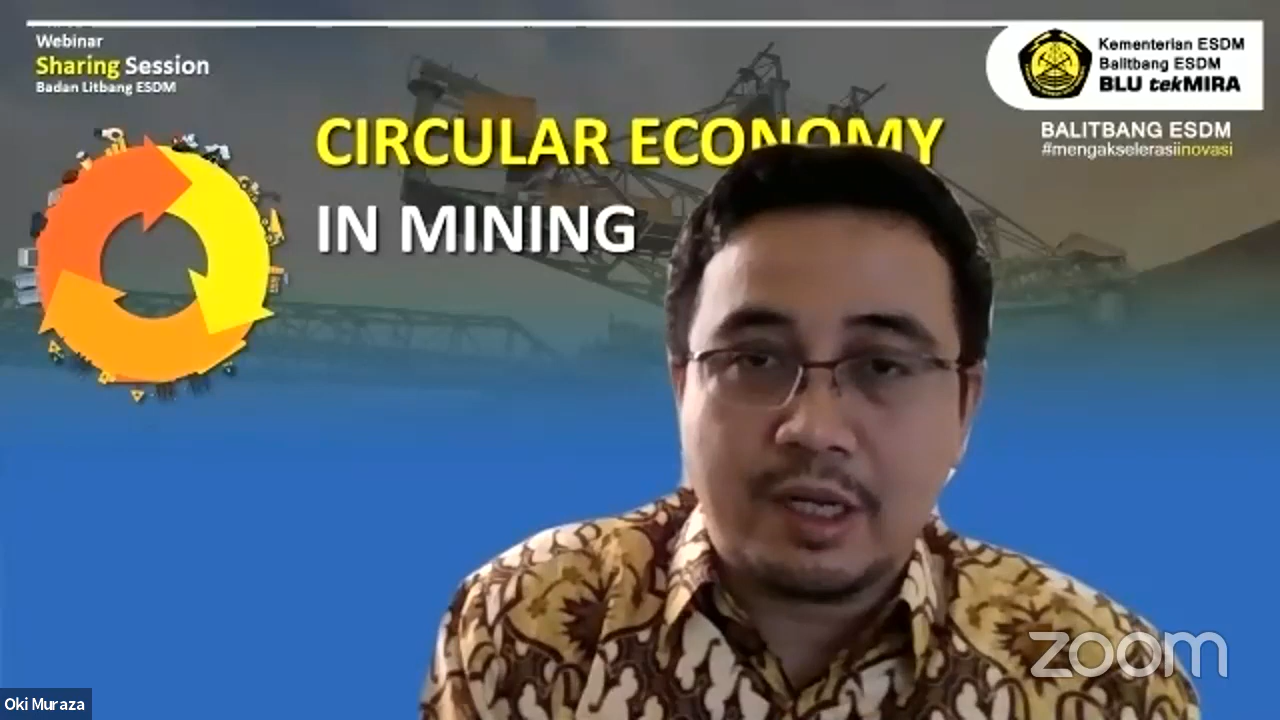 Webinar
Sharing Session
Badan Litbang ESDM
CIRCULAR ECONOMY
IN MINING
Kementerian ESDM
Balitbang ESDM
BLU tekMIRA
BALITBANG ESDM
#mengakselerasiinovasi
zoom
Oki Muraza